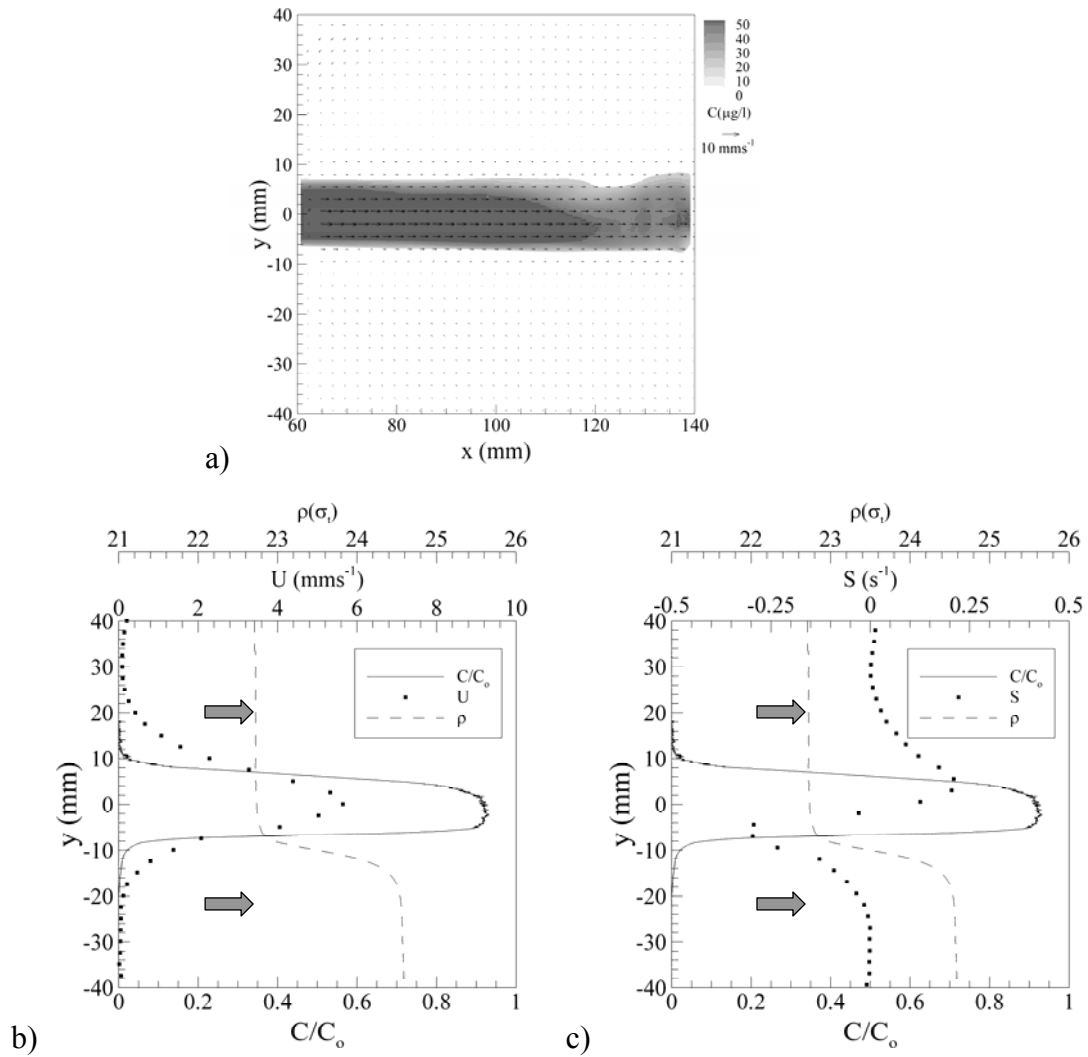 40
30
20
10
0
-10
-20
-30
-40
y (mm)
60 80 100 120 140
x (mm)
50
40
30
20
10
0
C(μg/l)
10 mms⁻¹
a)
ρ(σₜ)
21 22 23 24 25 26
U (mms⁻¹)
0 2 4 6 8 10
40
30
20
10
0
-10
-20
-30
-40
y (mm)
C/Cₒ
U
ρ
0 0.2 0.4 0.6 0.8 1
C/Cₒ
b)
ρ(σₜ)
21 22 23 24 25 26
S (s⁻¹)
-0.5 -0.25 0 0.25 0.5
40
30
20
10
0
-10
-20
-30
-40
y (mm)
C/Cₒ
S
ρ
0 0.2 0.4 0.6 0.8 1
C/Cₒ
c)